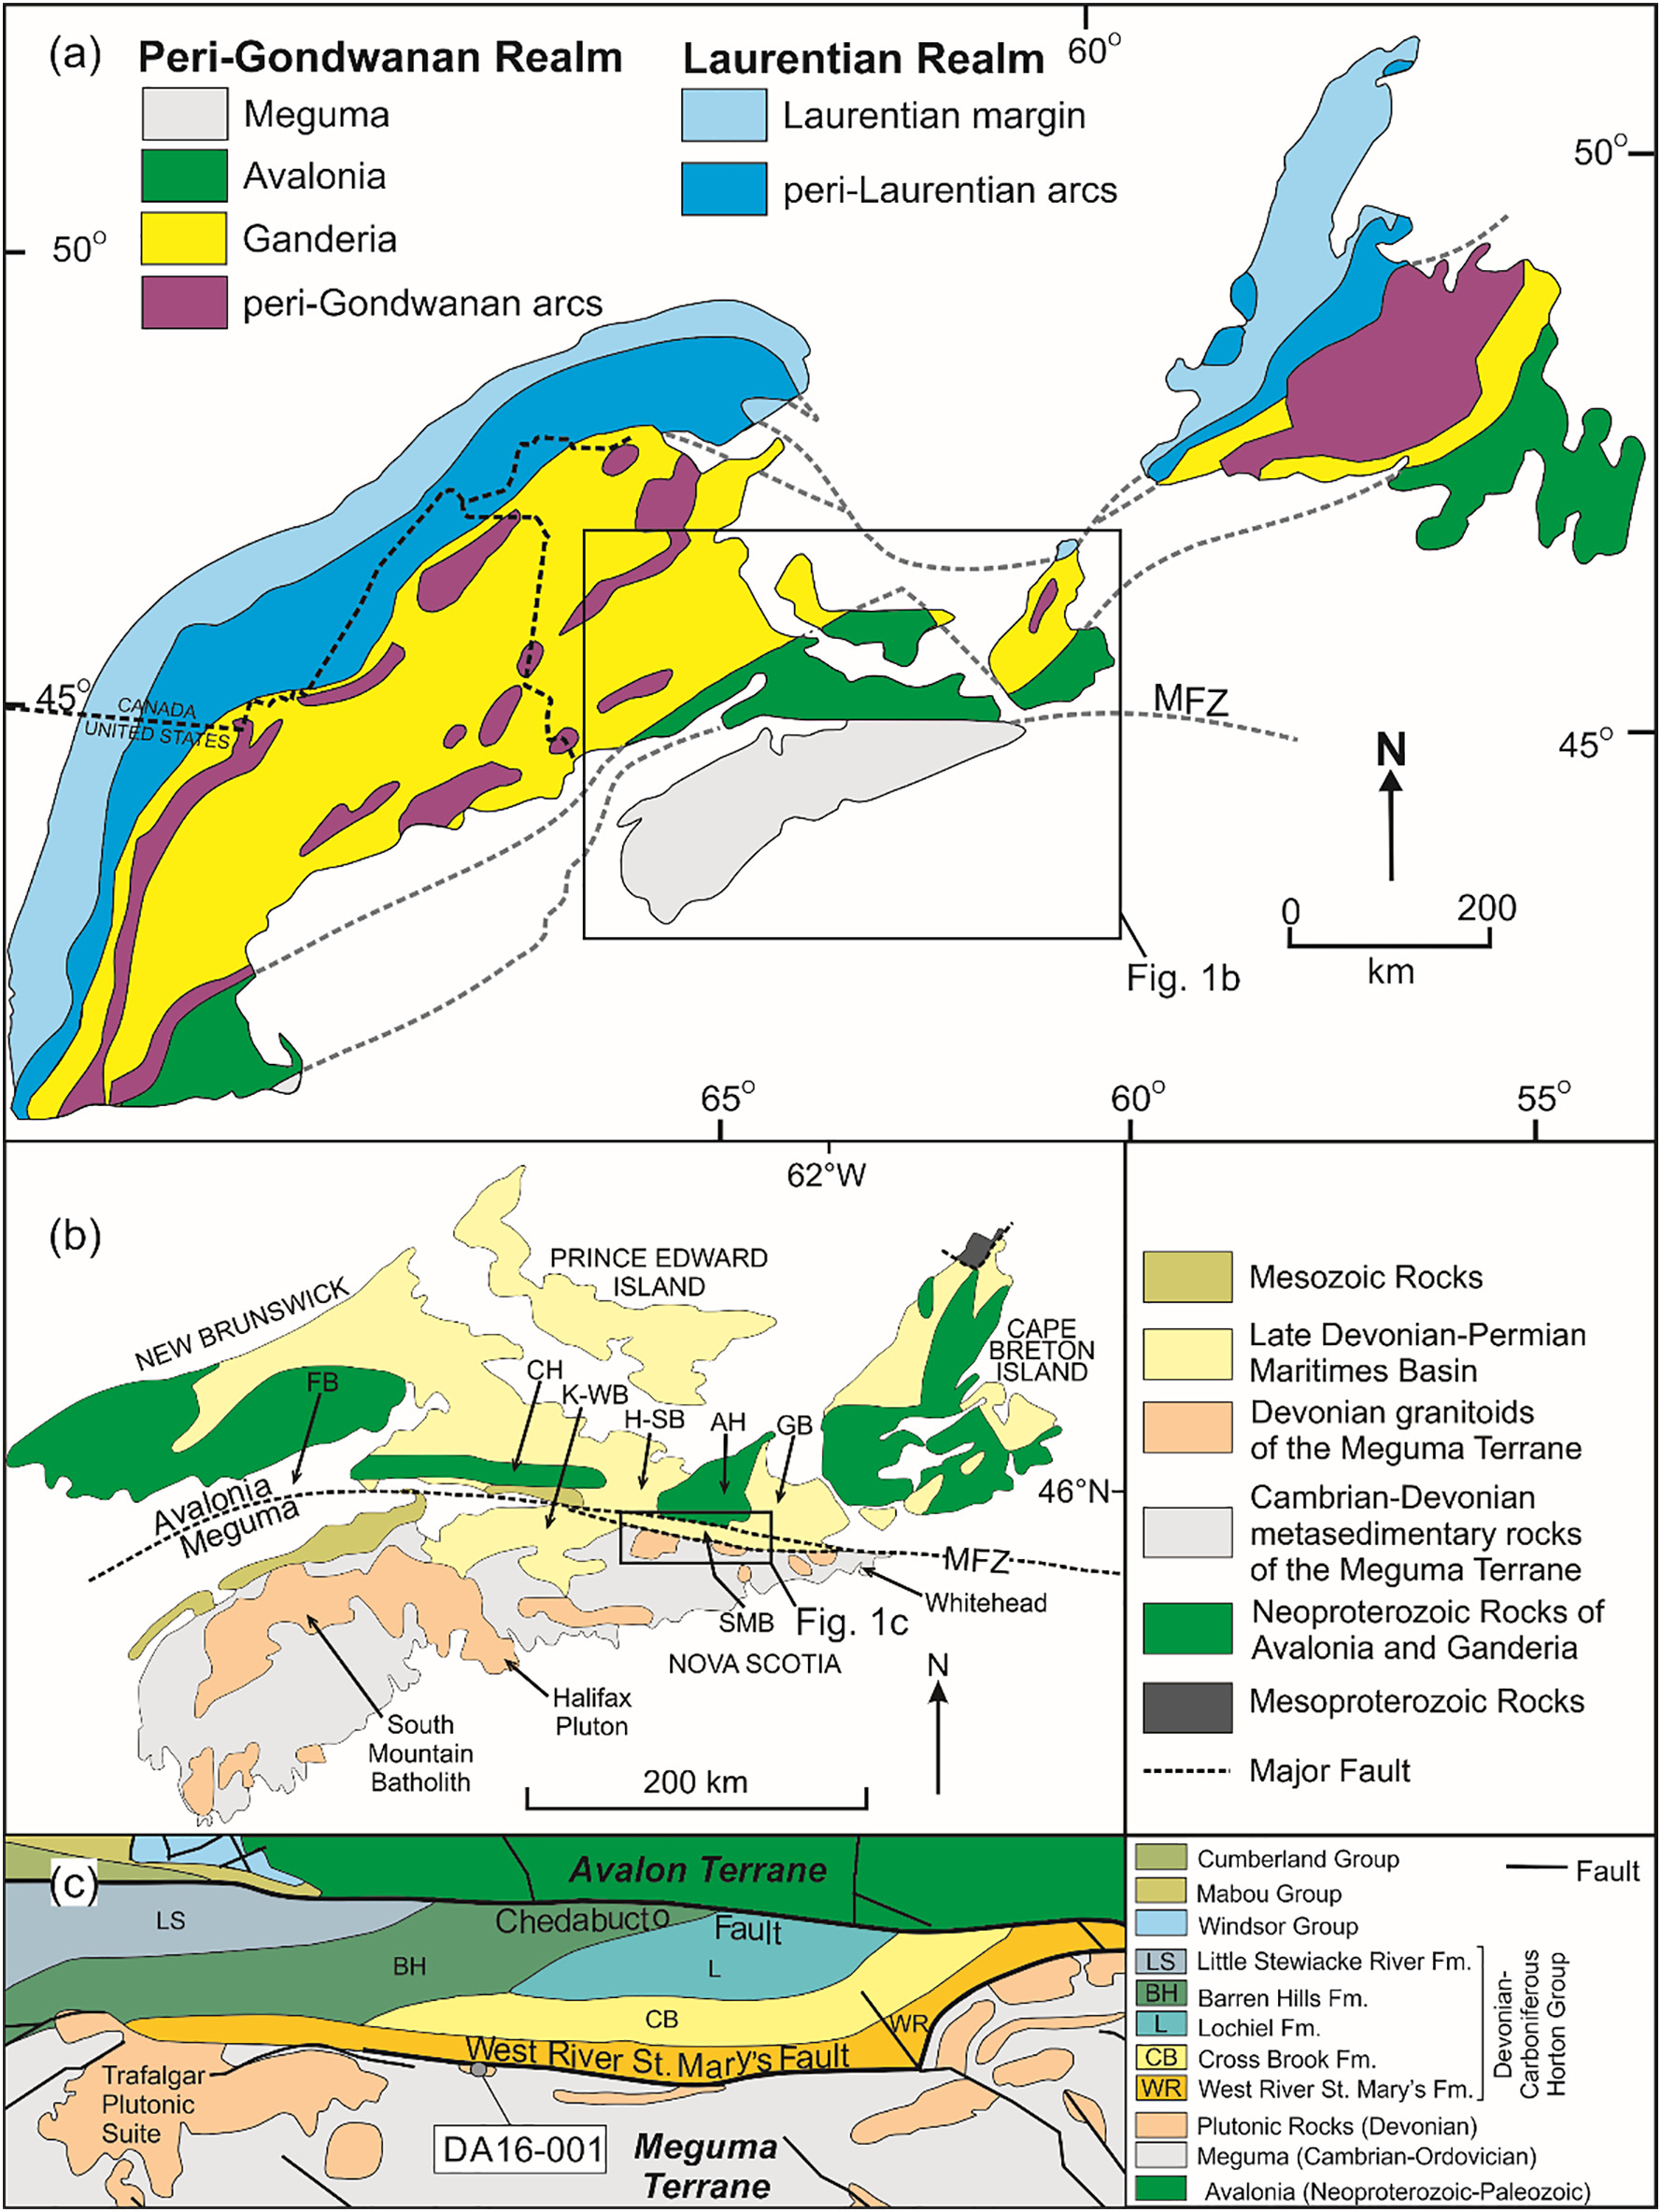 (a)
Peri-Gondwanan Realm
Meguma
Avalonia
Ganderia
peri-Gondwanan arcs
Laurentian Realm
Laurentian margin
peri-Laurentian arcs
60°
50°
50°
45°
CANADA
UNITED STATES
MFZ
45°
N
0 200
km
Fig. 1b
65°
60°
55°
(b)
62°W
PRINCE EDWARD
ISLAND
NEW BRUNSWICK
CAPE
BRETON
ISLAND
FB
CH
K-WB
H-SB
AH
GB
46°N
Avalonia
Meguma
MFZ
Whitehead
SMB
Fig. 1c
NOVA SCOTIA
N
Halifax
Pluton
South
Mountain
Batholith
200 km
Mesozoic Rocks
Late Devonian-Permian
Maritimes Basin
Devonian granitoids
of the Meguma Terrane
Cambrian-Devonian
metasedimentary rocks
of the Meguma Terrane
Neoproterozoic Rocks of
Avalonia and Ganderia
Mesoproterozoic Rocks
Major Fault
(c)
Avalon Terrane
LS
Chedabucto Fault
BH
L
CB
WR
West River St. Mary's Fault
Trafalgar
Plutonic
Suite
DA16-001
Meguma
Terrane
Cumberland Group
Mabou Group
Windsor Group
LS Little Stewiacke River Fm.
BH Barren Hills Fm.
L Lochiel Fm.
CB Cross Brook Fm.
WR West River St. Mary's Fm.
Devonian-
Carboniferous
Horton Group
Plutonic Rocks (Devonian)
Meguma (Cambrian-Ordovician)
Avalonia (Neoproterozoic-Paleozoic)
Fault